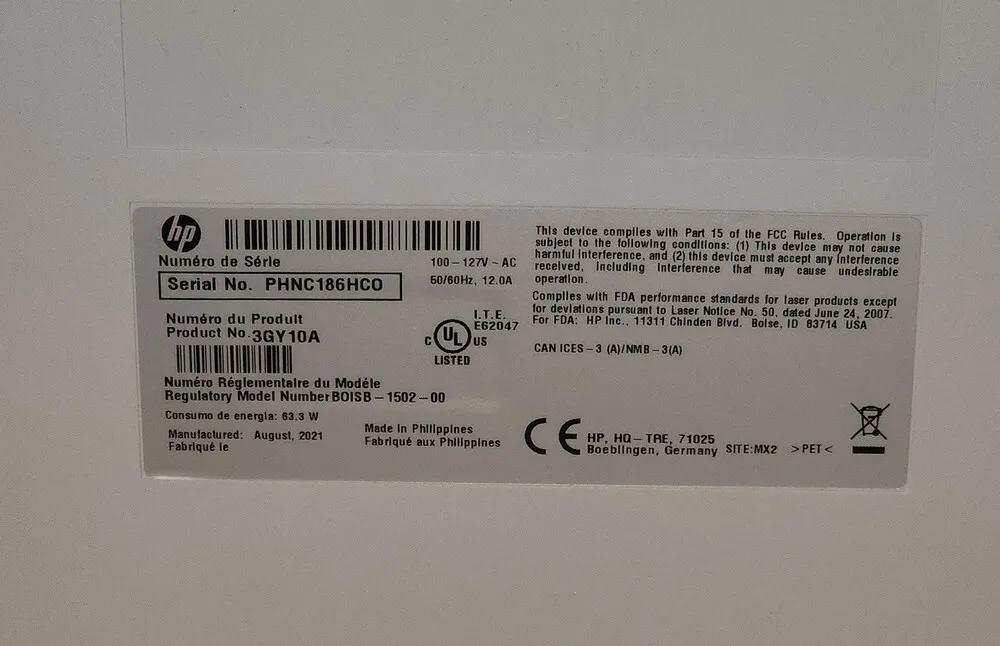 hp
Numéro de Série
Serial No. PHNC186HC0
100-127V ~ AC
50/60Hz, 12.0A
Numéro du Produit
Product No. 3GY10A
I.T.E.
E62047
C UL US
LISTED
Numéro Réglementaire du Modèle
Regulatory Model Number BOISB-1502-00
Consumo de energia: 63.3 W
Manufactured: August, 2021
Fabriqué le
Made in Philippines
Fabriqué aux Philippines
This device complies with Part 15 of the FCC Rules. Operation is
subject to the following conditions: (1) This device may not cause
harmful interference, and (2) this device must accept any interference
received, including interference that may cause undesirable
operation.
Complies with FDA performance standards for laser products except
for deviations pursuant to Laser Notice No. 50, dated June 24, 2007.
For FDA: HP Inc., 11311 Chinden Blvd. Boise, ID 83714 USA
CAN ICES-3 (A)/NMB-3(A)
CE
HP, HQ-TRE, 71025
Boeblingen, Germany
SITE:MX2
>PET<